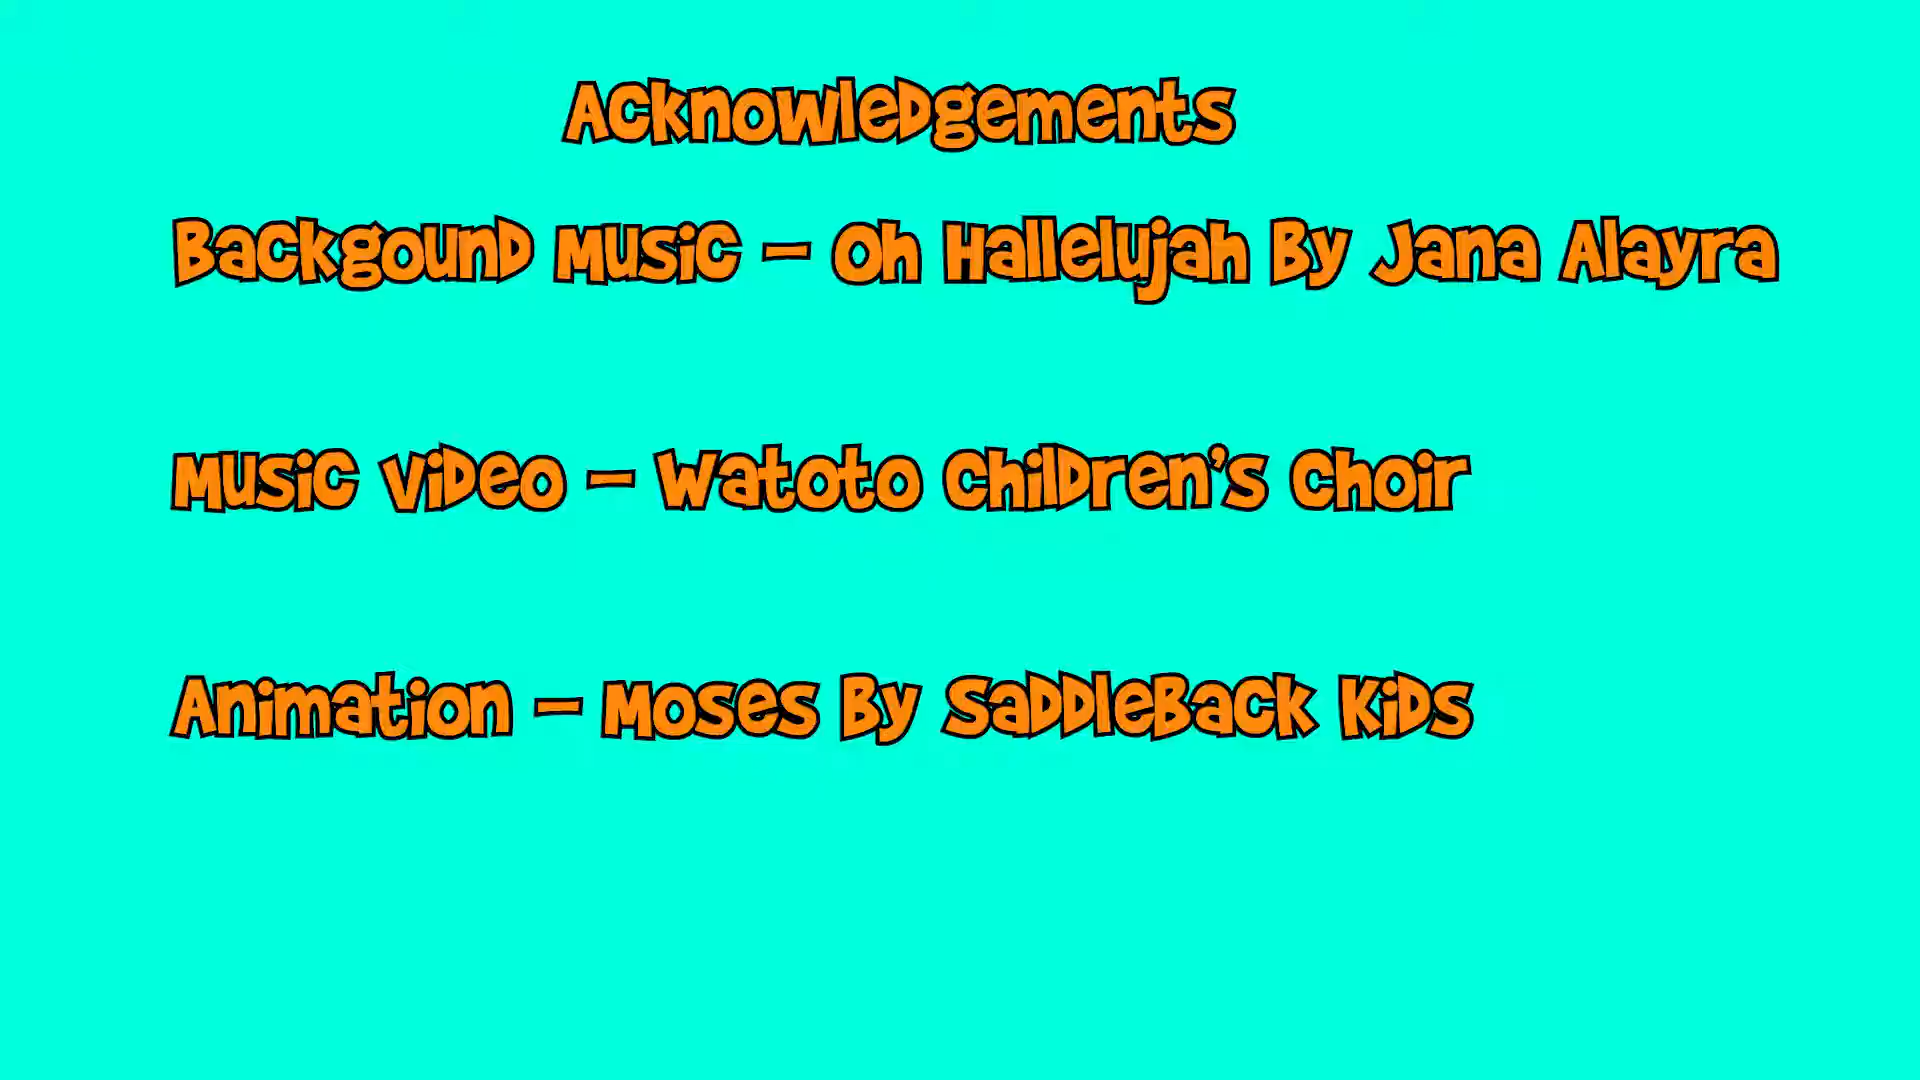 Acknowledgements
Backgound Music - Oh Hallelujah By Jana Alayra
Music Video - Watoto Children's Choir
Animation - Moses By Saddleback Kids